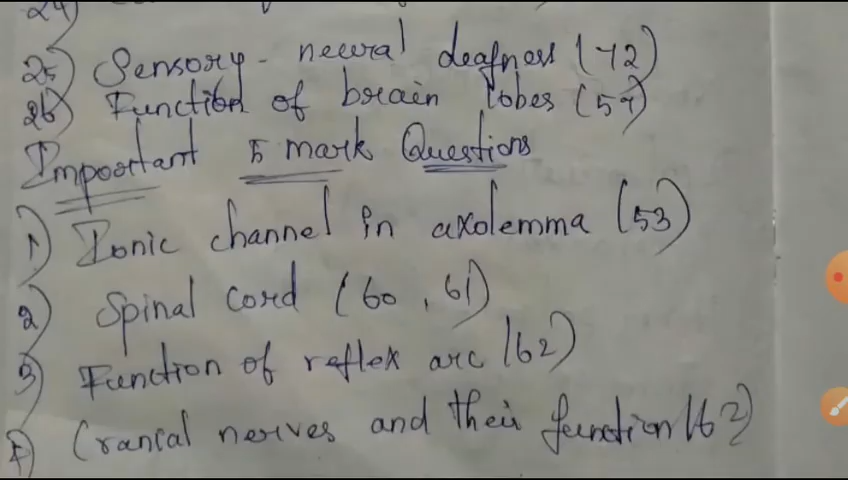 24)
25) Sensory-neural deafness (72)
26) Function of brain lobes (57)
Important 5 mark Questions
1) Ionic channel in axolemma (53)
2) Spinal cord (60, 61)
3) Function of reflex arc (62)
4) Cranial nerves and their function (62)